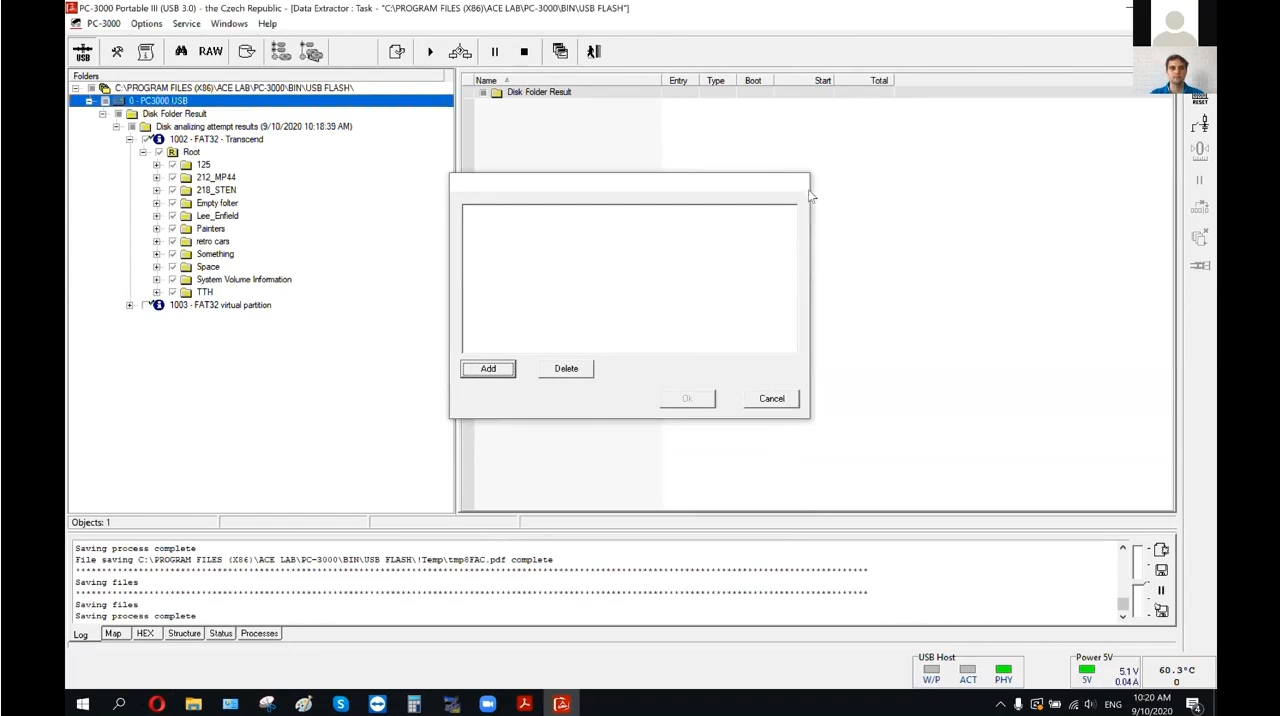 PC-3000 Portable III (USB 3.0) - the Czech Republic - [Data Extractor : Task - "C:\PROGRAM FILES (X86)\ACE LAB\PC-3000\BIN\USB FLASH"]
PC-3000 Options Service Windows Help
USB RAW
Folders
C:\PROGRAM FILES (X86)\ACE LAB\PC-3000\BIN\USB FLASH\
0 - PC3000 USB
Disk Folder Result
Disk analizing attempt results (9/10/2020 10:18:39 AM)
1002 - FAT32 - Transcend
Root
125
212_MP44
218_STEN
Empty folter
Lee_Enfield
Painters
retro cars
Something
Space
System Volume Information
TTH
1003 - FAT32 virtual partition
Name Entry Type Boot Start Total
Disk Folder Result
RESET
Add Delete
Ok Cancel
Objects: 1
Saving process complete
File saving C:\PROGRAM FILES (X86)\ACE LAB\PC-3000\BIN\USB FLASH\!Temp\tmp8FAC.pdf complete
Saving files
Saving files
Saving process complete
Log Map HEX Structure Status Processes
USB Host
W/P ACT PHY
Power 5V
5V 5.1 V
0.04 A
60.3°C
0
ENG
10:20 AM
9/10/2020
4